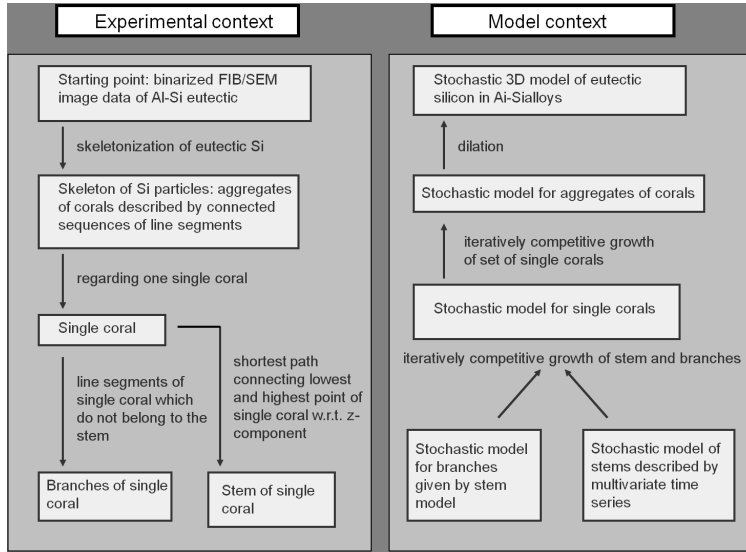 Experimental context
Starting point: binarized FIB/SEM
image data of Al-Si eutectic
skeletonization of eutectic Si
Skeleton of Si particles: aggregates
of corals described by connected
sequences of line segments
regarding one single coral
Single coral
line segments of
single coral which
do not belong to the
stem
shortest path
connecting lowest
and highest point of
single coral w.r.t. z-
component
Branches of single
coral
Stem of single
coral
Model context
Stochastic 3D model of eutectic
silicon in Ai-Sialloys
dilation
Stochastic model for aggregates of corals
iteratively competitive growth
of set of single corals
Stochastic model for single corals
iteratively competitive growth of stem and branches
Stochastic model
for branches
given by stem
model
Stochastic model of
stems described by
multivariate time
series